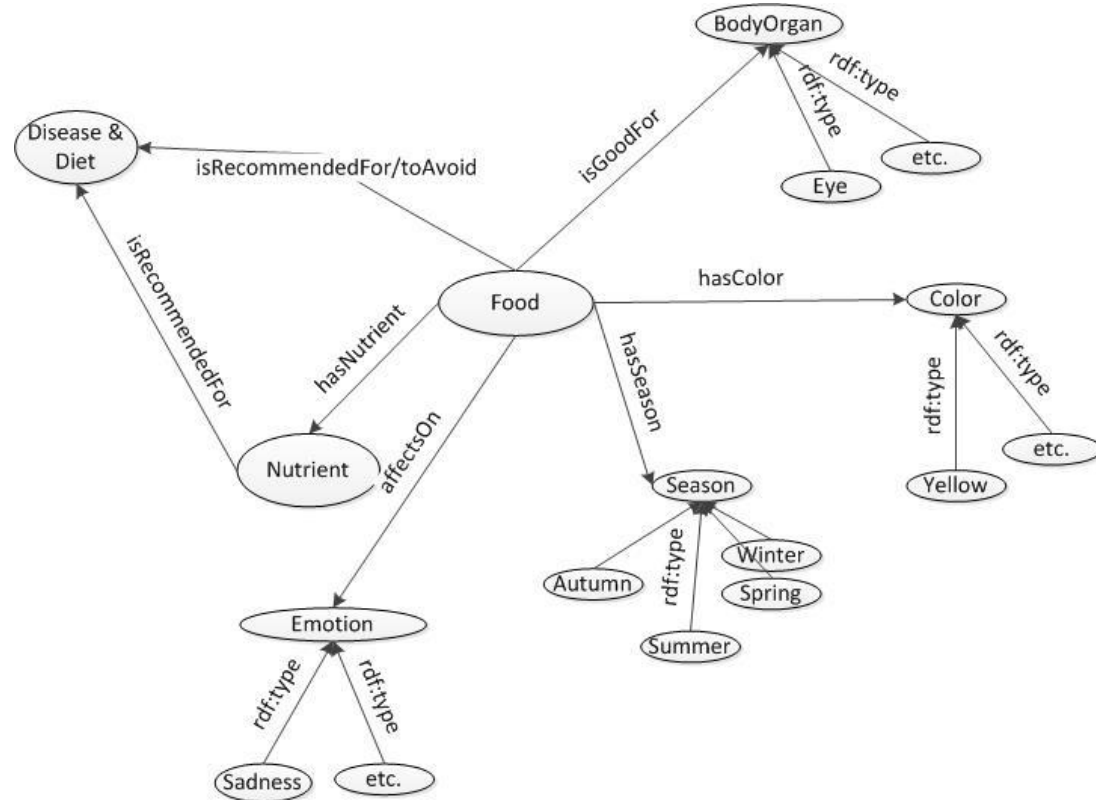 BodyOrgan
rdf:type
rdf:type
Disease &
Diet
isRecommendedFor/toAvoid
isGoodFor
etc.
Eye
isRecommendedFor
Food
hasColor
Color
hasNutrient
hasSeason
rdf:type
rdf:type
affectsOn
etc.
Nutrient
Season
Yellow
rdf:type
Winter
Autumn
Spring
Emotion
Summer
rdf:type
rdf:type
Sadness
etc.